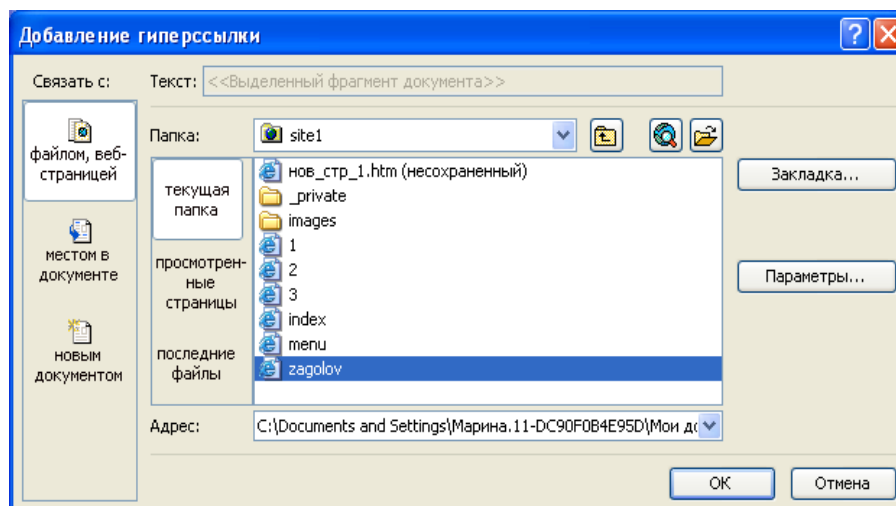 Добавление гиперссылки
Связать с:
Текст: <<Выделенный фрагмент документа>>
файлом, веб-
страницей
местом в
документе
новым
документом
Папка:
site1
текущая
папка
просмотрен-
ные
страницы
последние
файлы
нов_стр_1.htm (несохраненный)
_private
images
1
2
3
index
menu
zagolov
Закладка...
Параметры...
Адрес:
C:\Documents and Settings\Марина.11-DC90F0B4E95D\Мои дс
ОК
Отмена